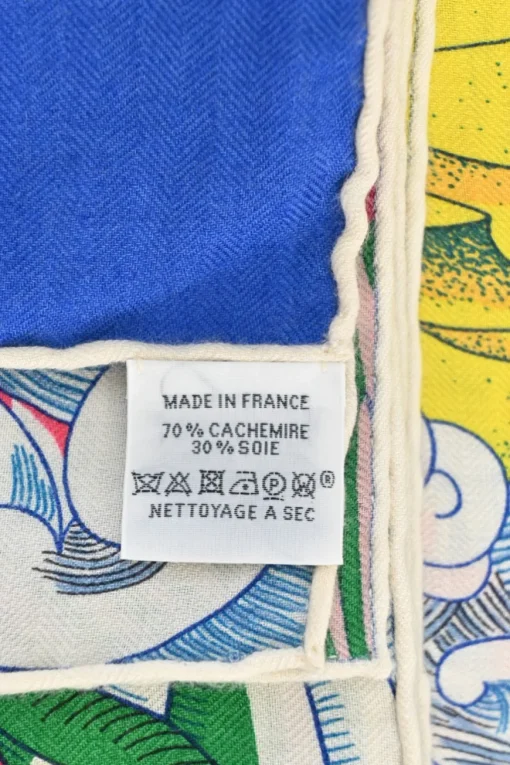 MADE IN FRANCE
70% CACHEMIRE
30% SOIE
Ⓟ ®
NETTOYAGE A SEC